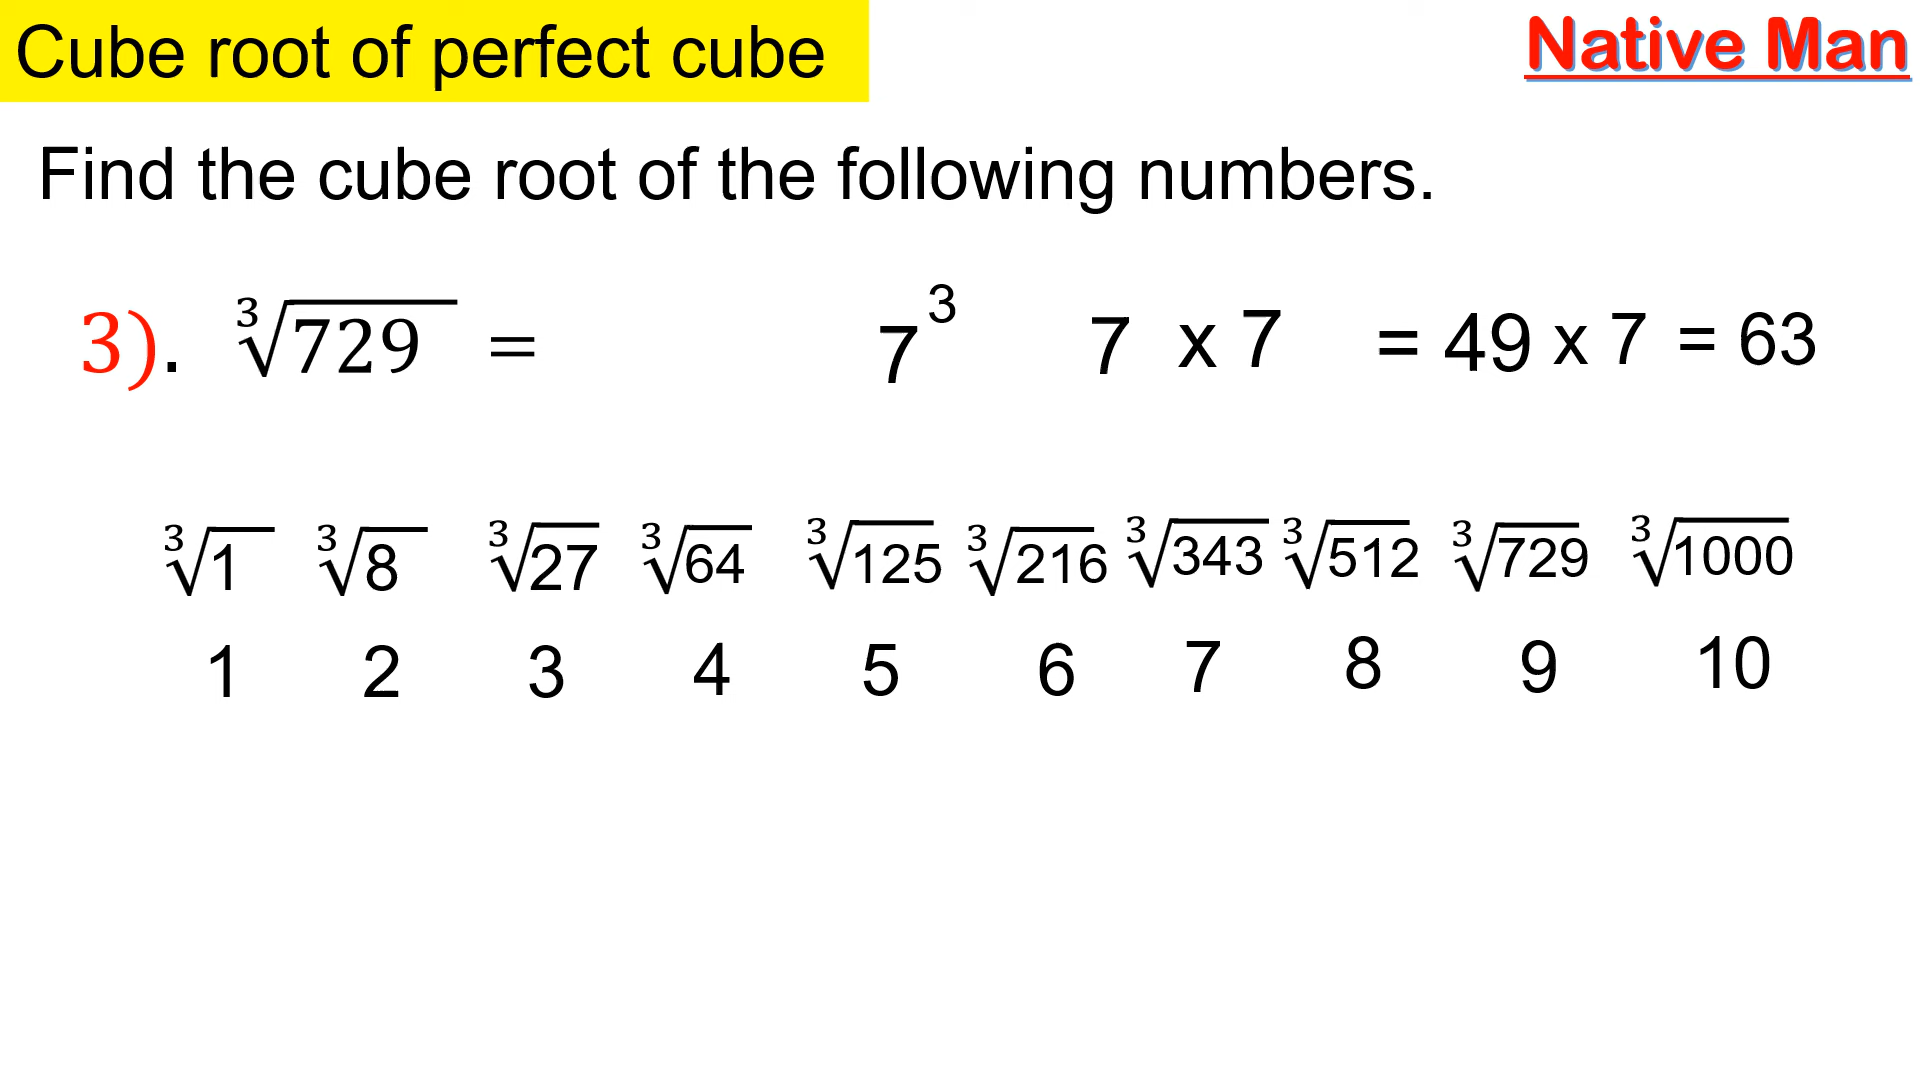 Cube root of perfect cube
Native Man
Find the cube root of the following numbers.
3). ∛729 = 7³ 7 x 7 = 49 x 7 = 63
∛1 ∛8 ∛27 ∛64 ∛125 ∛216 ∛343 ∛512 ∛729 ∛1000
1 2 3 4 5 6 7 8 9 10